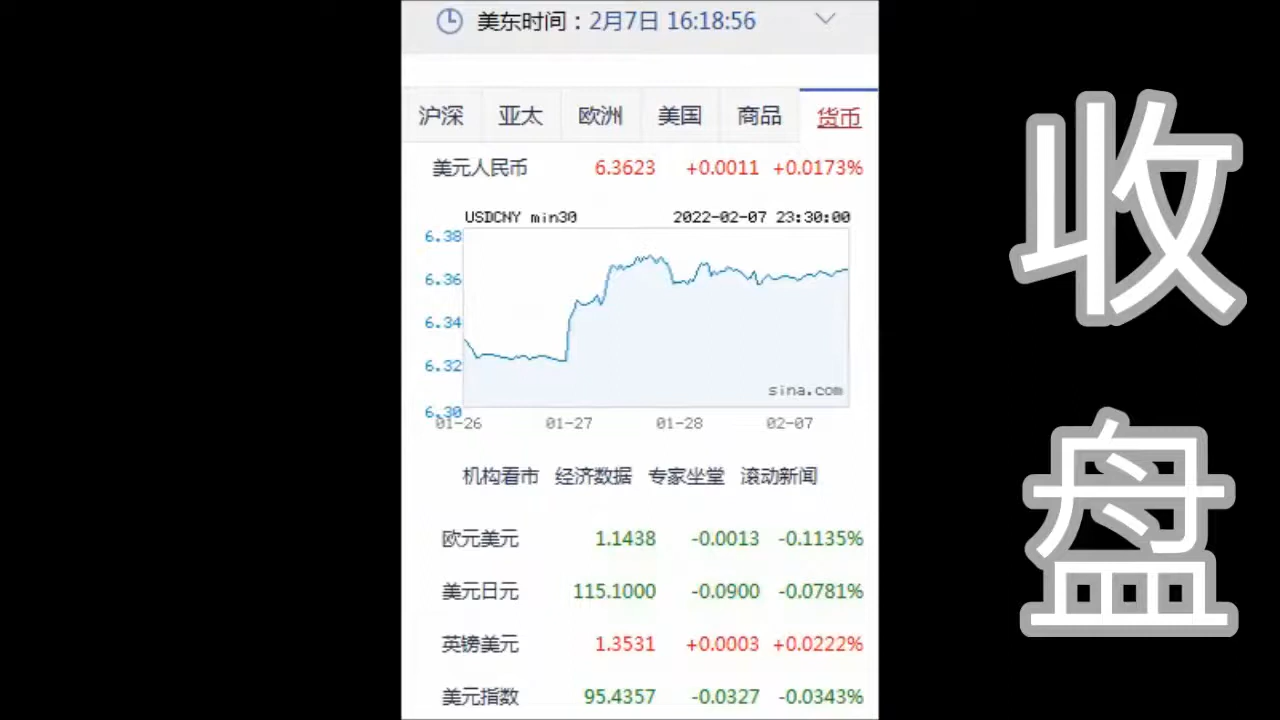 美东时间：2月7日 16:18:56
沪深 亚太 欧洲 美国 商品 货币
美元人民币 6.3623 +0.0011 +0.0173%
USDCNY min30 2022-02-07 23:30:00
6.38
6.36
6.34
6.32
6.30
sina.com
01-26 01-27 01-28 02-07
机构看市 经济数据 专家坐堂 滚动新闻
欧元美元 1.1438 -0.0013 -0.1135%
美元日元 115.1000 -0.0900 -0.0781%
英镑美元 1.3531 +0.0003 +0.0222%
美元指数 95.4357 -0.0327 -0.0343%
收盘